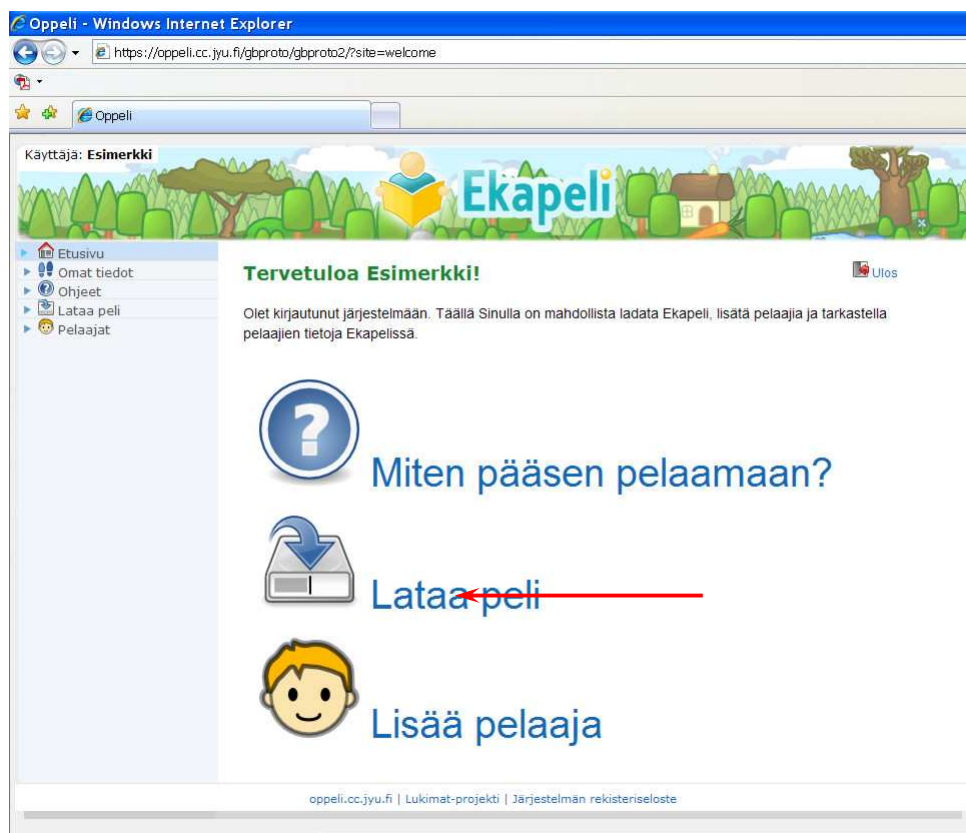 Oppeli - Windows Internet Explorer
https://oppeli.cc.jyu.fi/gbproto/gbproto2/?site=welcome
Oppeli
Käyttäjä: Esimerkki
Ekapeli
Etusivu
Omat tiedot
Ohjeet
Lataa peli
Pelaajat
Tervetuloa Esimerkki!
Ulos
Olet kirjautunut järjestelmään. Täällä Sinulla on mahdollista ladata Ekapeli, lisätä pelaajia ja tarkastella
pelaajien tietoja Ekapelissä.
Miten pääsen pelaamaan?
Lataa peli
Lisää pelaaja
oppeli.cc.jyu.fi | Lukimat-projekti | Järjestelmän rekisteriseloste